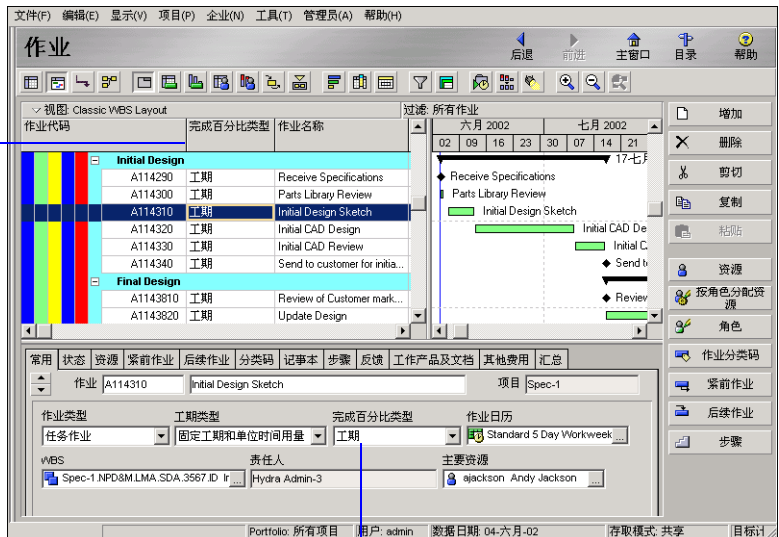 文件(F) 编辑(E) 显示(V) 项目(P) 企业(N) 工具(T) 管理员(A) 帮助(H)
作业
后退 前进 主窗口 目录 帮助
视图: Classic WBS Layout 过滤: 所有作业
作业代码 完成百分比类型 作业名称
六月 2002 七月 2002
02 09 16 23 30 07 14 21
Initial Design 17-七月
A114290 工期 Receive Specifications Receive Specifications
A114300 工期 Parts Library Review Parts Library Review
A114310 工期 Initial Design Sketch Initial Design Sketch
A114320 工期 Initial CAD Design Initial CAD De
A114330 工期 Initial CAD Review Initial C
A114340 工期 Send to customer for initia... Send t
Final Design
A1143810 工期 Review of Customer mark... Review
A1143820 工期 Update Design
增加
删除
剪切
复制
粘贴
资源
按角色分配资源
角色
作业分类码
紧前作业
后续作业
步骤
常用 状态 资源 紧前作业 后续作业 分类码 记事本 步骤 反馈 工作产品及文档 其他费用 汇总
作业 A114310 Initial Design Sketch 项目 Spec-1
作业类型 工期类型 完成百分比类型 作业日历
任务作业 固定工期和单位时间用量 工期 Standard 5 Day Workweek ...
WBS 责任人 主要资源
Spec-1.NPD&M.LMA.SDA.3567.ID Ir ... Hydra Admin-3 ajackson Andy Jackson ...
Portfolio: 所有项目 用户: admin 数据日期: 04-六月-02 存取模式: 共享 目标计